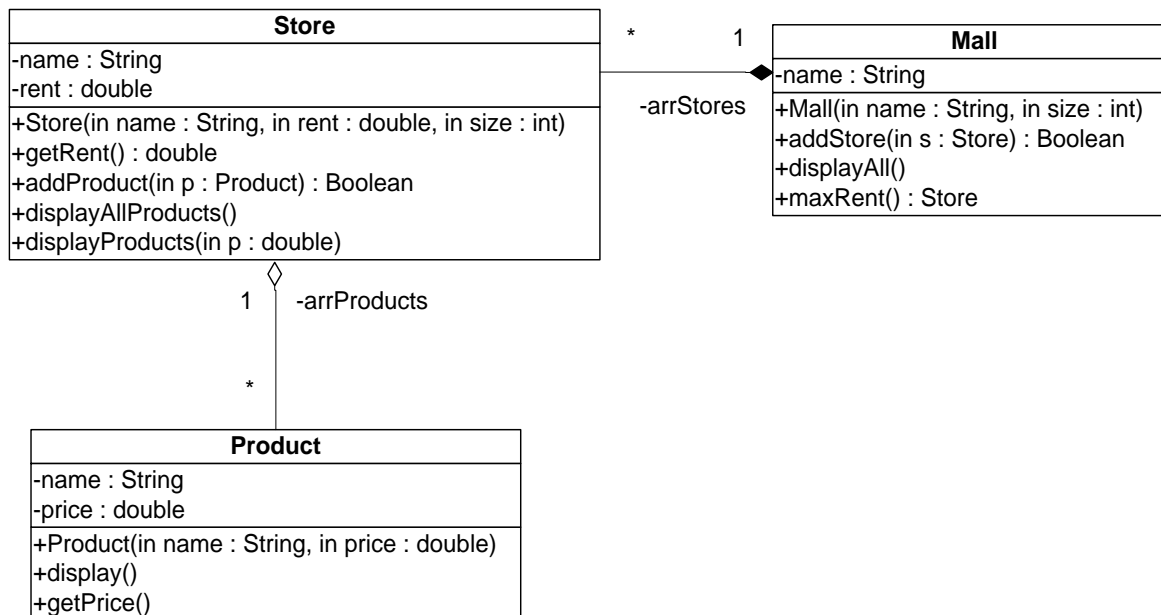 Store
-name : String
-rent : double
+Store(in name : String, in rent : double, in size : int)
+getRent() : double
+addProduct(in p : Product) : Boolean
+displayAllProducts()
+displayProducts(in p : double)
*
1
-arrStores
Mall
-name : String
+Mall(in name : String, in size : int)
+addStore(in s : Store) : Boolean
+displayAll()
+maxRent() : Store
1
-arrProducts
*
Product
-name : String
-price : double
+Product(in name : String, in price : double)
+display()
+getPrice()